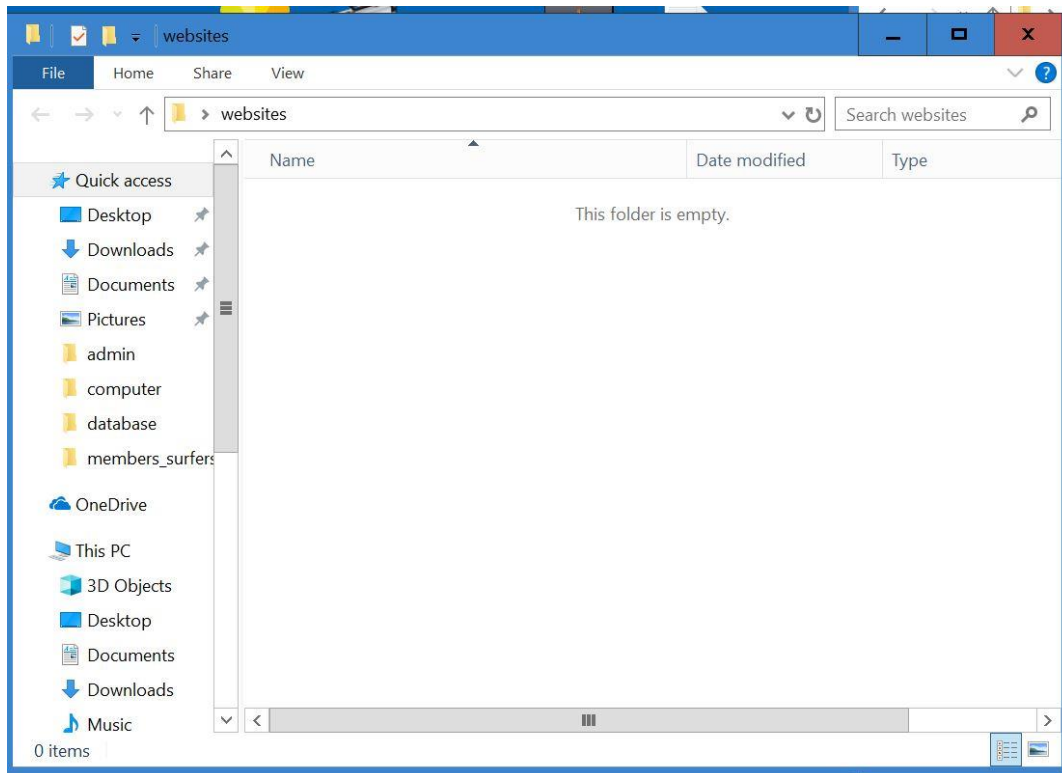 websites
File Home Share View
websites Search websites
Name Date modified Type
Quick access
This folder is empty.
Desktop
Downloads
Documents
Pictures
admin
computer
database
members_surfers
OneDrive
This PC
3D Objects
Desktop
Documents
Downloads
Music
0 items